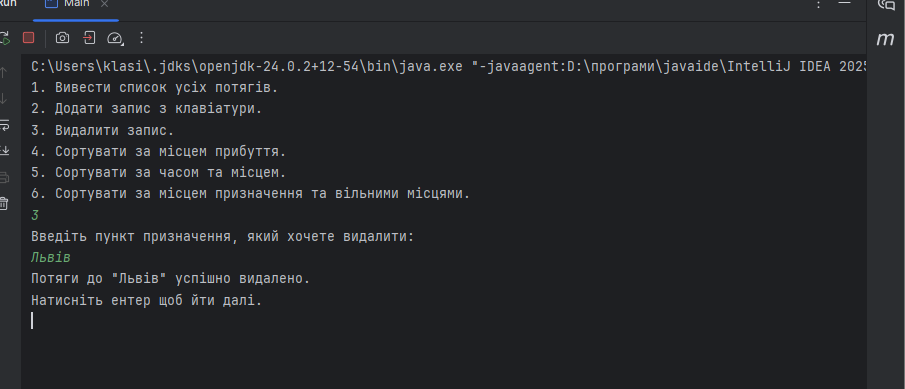 Run Main
C:\Users\klasi\.jdks\openjdk-24.0.2+12-54\bin\java.exe "-javaagent:D:\програми\javaide\IntelliJ IDEA 2025
1. Вивести список усіх потягів.
2. Додати запис з клавіатури.
3. Видалити запис.
4. Сортувати за місцем прибуття.
5. Сортувати за часом та місцем.
6. Сортувати за місцем призначення та вільними місцями.
3
Введіть пункт призначення, який хочете видалити:
Львів
Потяги до "Львів" успішно видалено.
Натисніть ентер щоб йти далі.
m